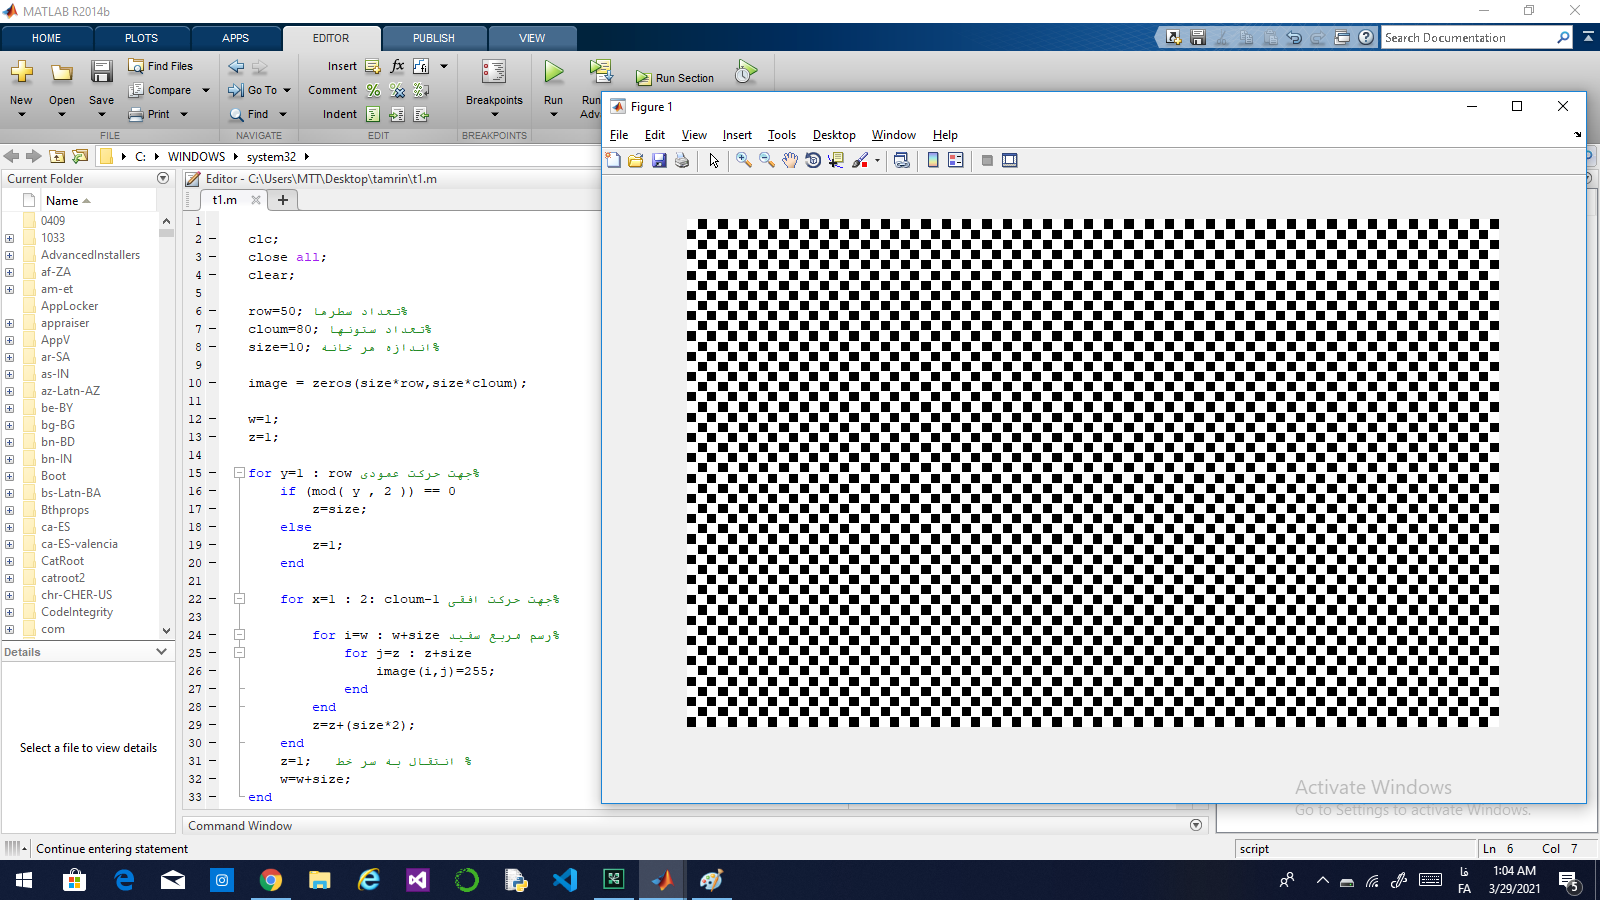 MATLAB R2014b
HOME PLOTS APPS EDITOR PUBLISH VIEW
Search Documentation
New Open Save Find Files Compare Print
Go To Find
Insert fx
Comment
Indent
Breakpoints
Run
Run Section
FILE NAVIGATE EDIT BREAKPOINTS
C: WINDOWS system32
Current Folder
Name
0409
1033
AdvancedInstallers
af-ZA
am-et
AppLocker
appraiser
AppV
ar-SA
as-IN
az-Latn-AZ
be-BY
bg-BG
bn-BD
bn-IN
Boot
bs-Latn-BA
Bthprops
ca-ES
ca-ES-valencia
CatRoot
catroot2
chr-CHER-US
CodeIntegrity
com
Details
Select a file to view details
Editor - C:\Users\MTT\Desktop\tamrin\t1.m
t1.m
1
2 clc;
3 close all;
4 clear;
5
6 row=50; %تعداد سطرها
7 cloum=80; %تعداد ستونها
8 size=10; %اندازه هر خانه
9
10 image = zeros(size*row,size*cloum);
11
12 w=1;
13 z=1;
14
15 for y=1 : row %جهت حرکت عمودی
16 if (mod( y , 2 )) == 0
17 z=size;
18 else
19 z=1;
20 end
21
22 for x=1 : 2: cloum-1 %جهت حرکت افقی
23
24 for i=w : w+size %رسم مربع سفید
25 for j=z : z+size
26 image(i,j)=255;
27 end
28 end
29 z=z+(size*2);
30 end
31 z=1; % انتقال به سر خط
32 w=w+size;
33 end
Command Window
Figure 1
File Edit View Insert Tools Desktop Window Help
Activate Windows
Go to Settings to activate Windows.
Continue entering statement
script
Ln 6 Col 7
فا
FA
1:04 AM
3/29/2021
5